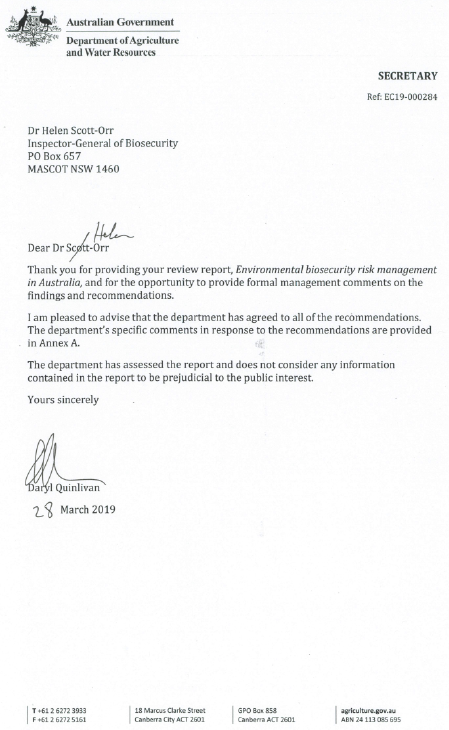 Australian Government
Department of Agriculture
and Water Resources
SECRETARY
Ref: EC19-000284
Dr Helen Scott-Orr
Inspector-General of Biosecurity
PO Box 657
MASCOT NSW 1460
Helen
Dear Dr Scott-Orr
Thank you for providing your review report, Environmental biosecurity risk management
in Australia, and for the opportunity to provide formal management comments on the
findings and recommendations.
I am pleased to advise that the department has agreed to all of the recommendations.
The department's specific comments in response to the recommendations are provided
in Annex A.
The department has assessed the report and does not consider any information
contained in the report to be prejudicial to the public interest.
Yours sincerely
Daryl Quinlivan
28 March 2019
T +61 2 6272 3933
F +61 2 6272 5161
18 Marcus Clarke Street
Canberra City ACT 2601
GPO Box 858
Canberra ACT 2601
agriculture.gov.au
ABN 24 113 085 695